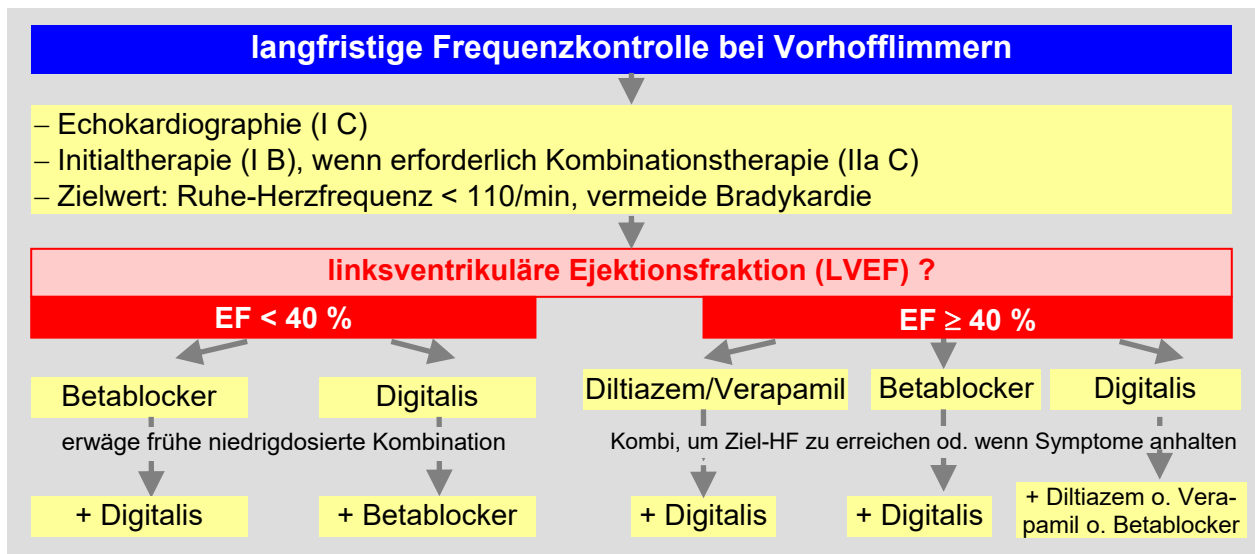 langfristige Frequenzkontrolle bei Vorhofflimmern
– Echokardiographie (I C)
– Initialtherapie (I B), wenn erforderlich Kombinationstherapie (IIa C)
– Zielwert: Ruhe-Herzfrequenz < 110/min, vermeide Bradykardie
linksventrikuläre Ejektionsfraktion (LVEF) ?
EF < 40 %
EF ≥ 40 %
Betablocker
Digitalis
Diltiazem/Verapamil
Betablocker
Digitalis
erwäge frühe niedrigdosierte Kombination
Kombi, um Ziel-HF zu erreichen od. wenn Symptome anhalten
+ Digitalis
+ Betablocker
+ Digitalis
+ Digitalis
+ Diltiazem o. Vera-
pamil o. Betablocker